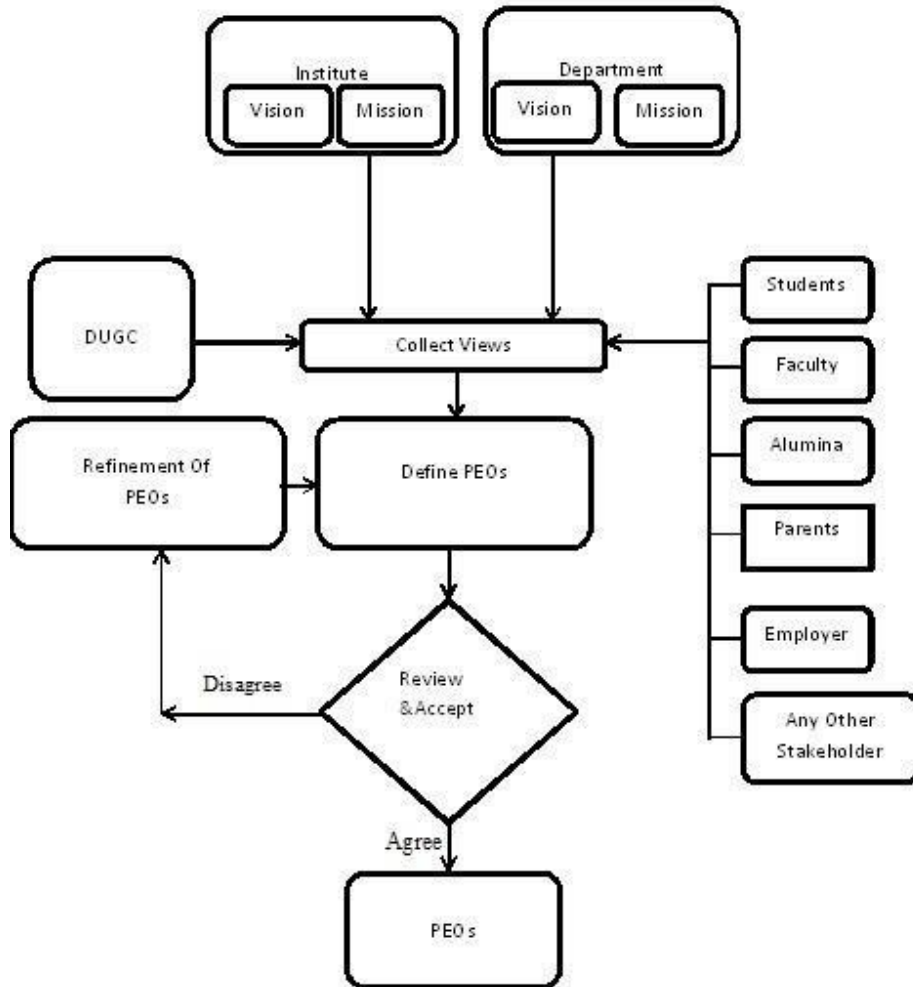 Institute
Department
Vision
Mission
Vision
Mission
Students
DUGC
Collect Views
Faculty
Alumina
Refinement Of
PEOs
Define PEOs
Parents
Employer
Disagree
Review
&Accept
Any Other
Stakeholder
Agree
PEOs